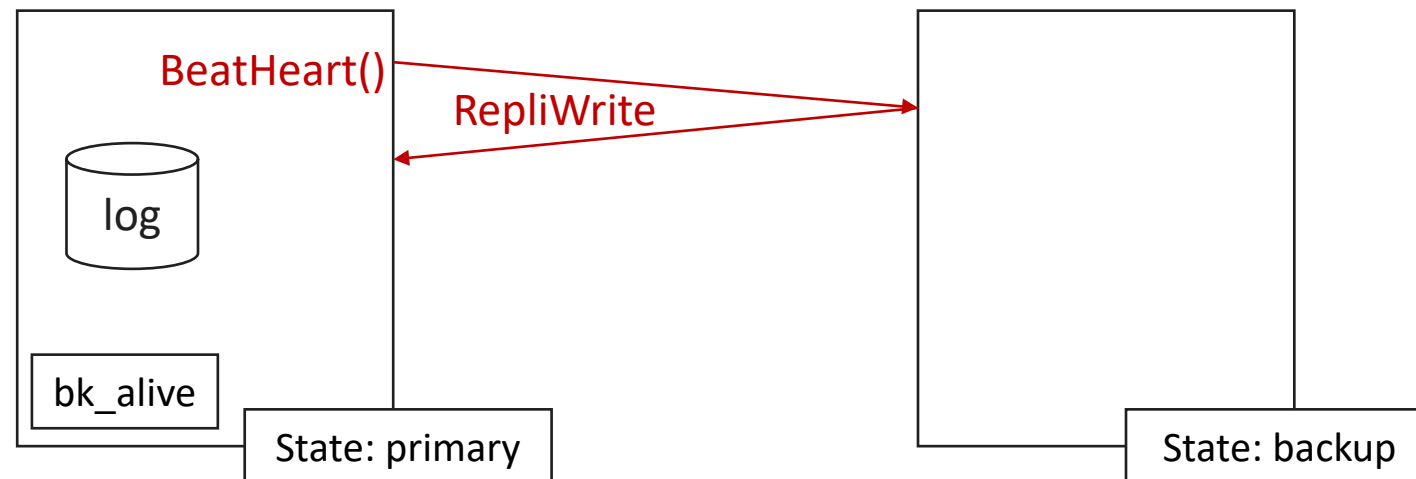 BeatHeart()
RepliWrite
log
bk_alive
State: primary
State: backup